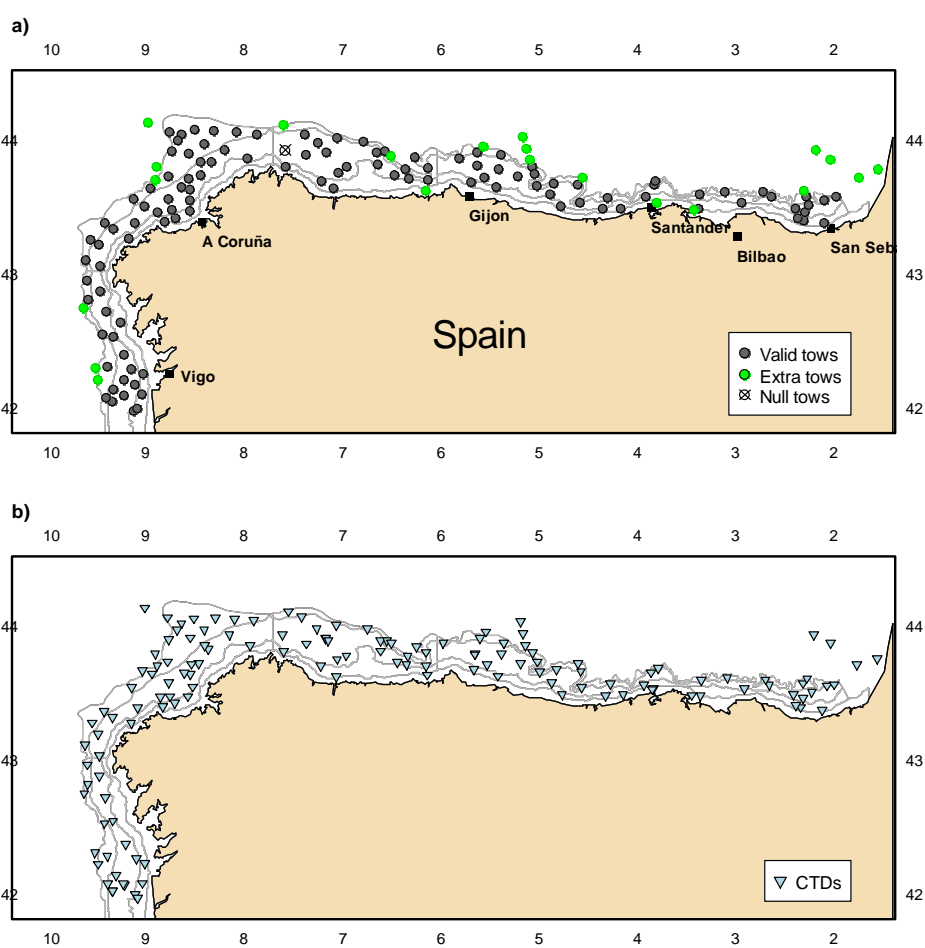 a)
10 9 8 7 6 5 4 3 2
44 44
Gijon
Santander
A Coruña
San Seb
Bilbao
43 43
Spain
Valid tows
Extra tows
Null tows
Vigo
42 42
10 9 8 7 6 5 4 3 2
b)
10 9 8 7 6 5 4 3 2
44 44
43 43
CTDs
42 42
10 9 8 7 6 5 4 3 2